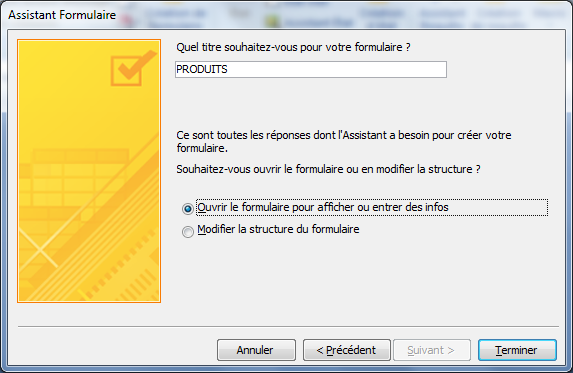 Assistant Formulaire
Quel titre souhaitez-vous pour votre formulaire ?
PRODUITS
Ce sont toutes les réponses dont l'Assistant a besoin pour créer votre
formulaire.
Souhaitez-vous ouvrir le formulaire ou en modifier la structure ?
Ouvrir le formulaire pour afficher ou entrer des infos
Modifier la structure du formulaire
Annuler
< Précédent
Suivant >
Terminer